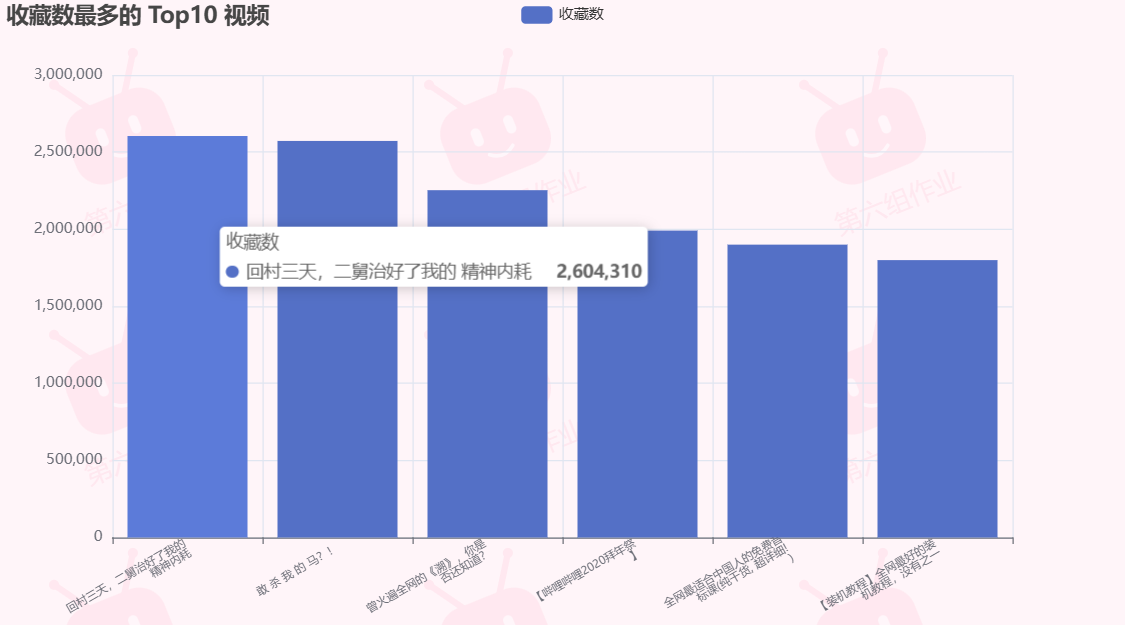 收藏数最多的 Top10 视频
收藏数
3,000,000
2,500,000
2,000,000
1,500,000
1,000,000
500,000
0
收藏数
回村三天，二舅治好了我的 精神内耗 2,604,310
回村三天，二舅治好了我的
精神内耗
敢 杀 我 的 马？！
曾火遍全网的《溯》，你是
否还知道？
【哔哩哔哩2020拜年祭
】
全网最适合中国人的免费音
标课(纯干货, 超详细!
)
【装机教程】全网最好的装
机教程，没有之一
第六组作业
第六组作业